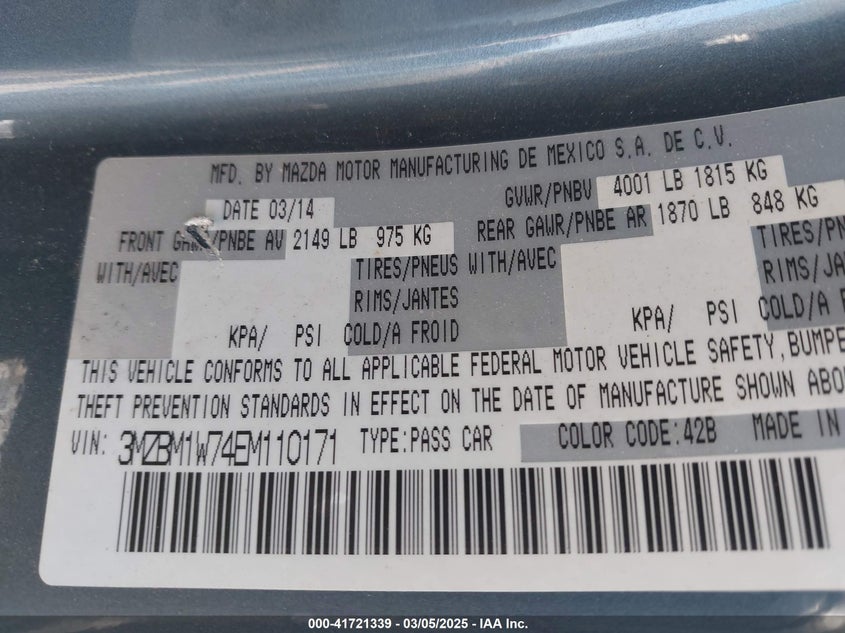 MFD. BY MAZDA MOTOR MANUFACTURING DE MEXICO S.A. DE C.V.
DATE 03/14 GVWR/PNBV 4001 LB 1815 KG
FRONT GAWR/PNBE AV 2149 LB 975 KG REAR GAWR/PNBE AR 1870 LB 848 KG
WITH/AVEC TIRES/PNEUS WITH/AVEC TIRES/PN
RIMS/JANTES RIMS/JA
KPA/ PSI COLD/A FROID KPA/ PSI COLD/A F
THIS VEHICLE CONFORMS TO ALL APPLICABLE FEDERAL MOTOR VEHICLE SAFETY, BUMPE
THEFT PREVENTION STANDARDS IN EFFECT ON THE DATE OF MANUFACTURE SHOWN ABO
VIN: 3MZBM1W74EM110171 TYPE:PASS CAR COLOR CODE:42B MADE IN
000-41721339 - 03/05/2025 - IAA Inc.